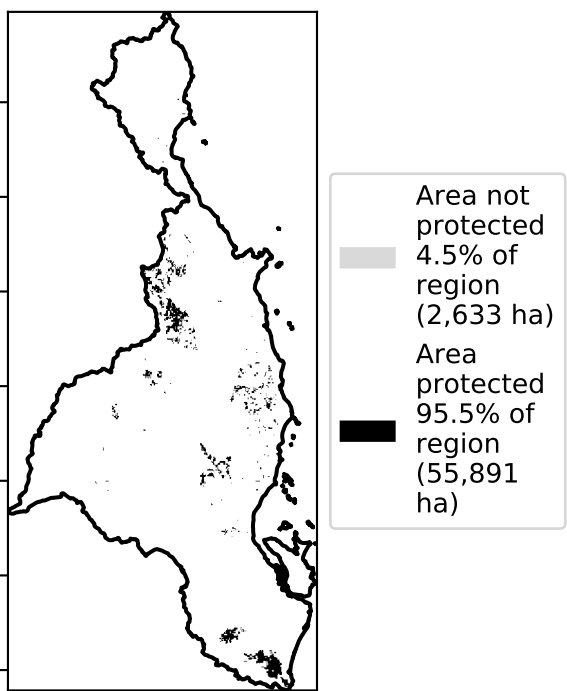 Area not
protected
4.5% of
region
(2,633 ha)
Area
protected
95.5% of
region
(55,891
ha)